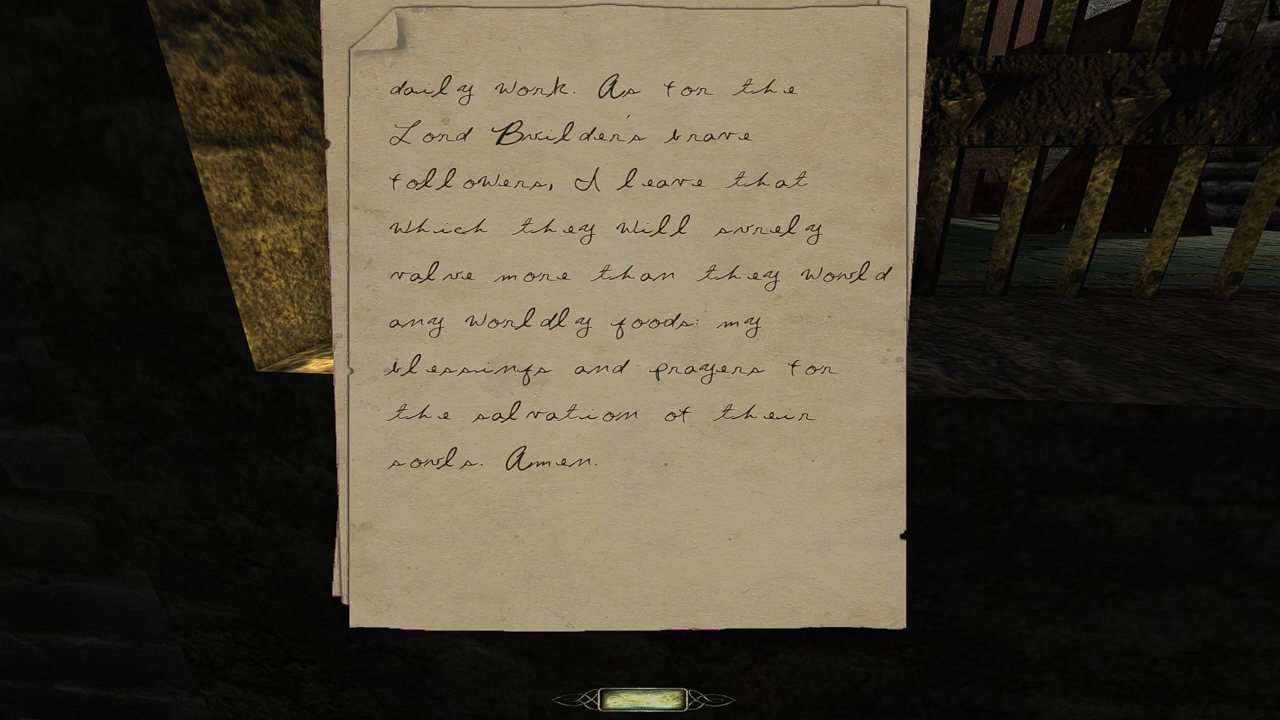 daily work. As for the
Lord Builder's brave
followers, I leave that
which they will surely
value more than they would
any worldly goods: my
blessings and prayers for
the salvation of their
souls. Amen.